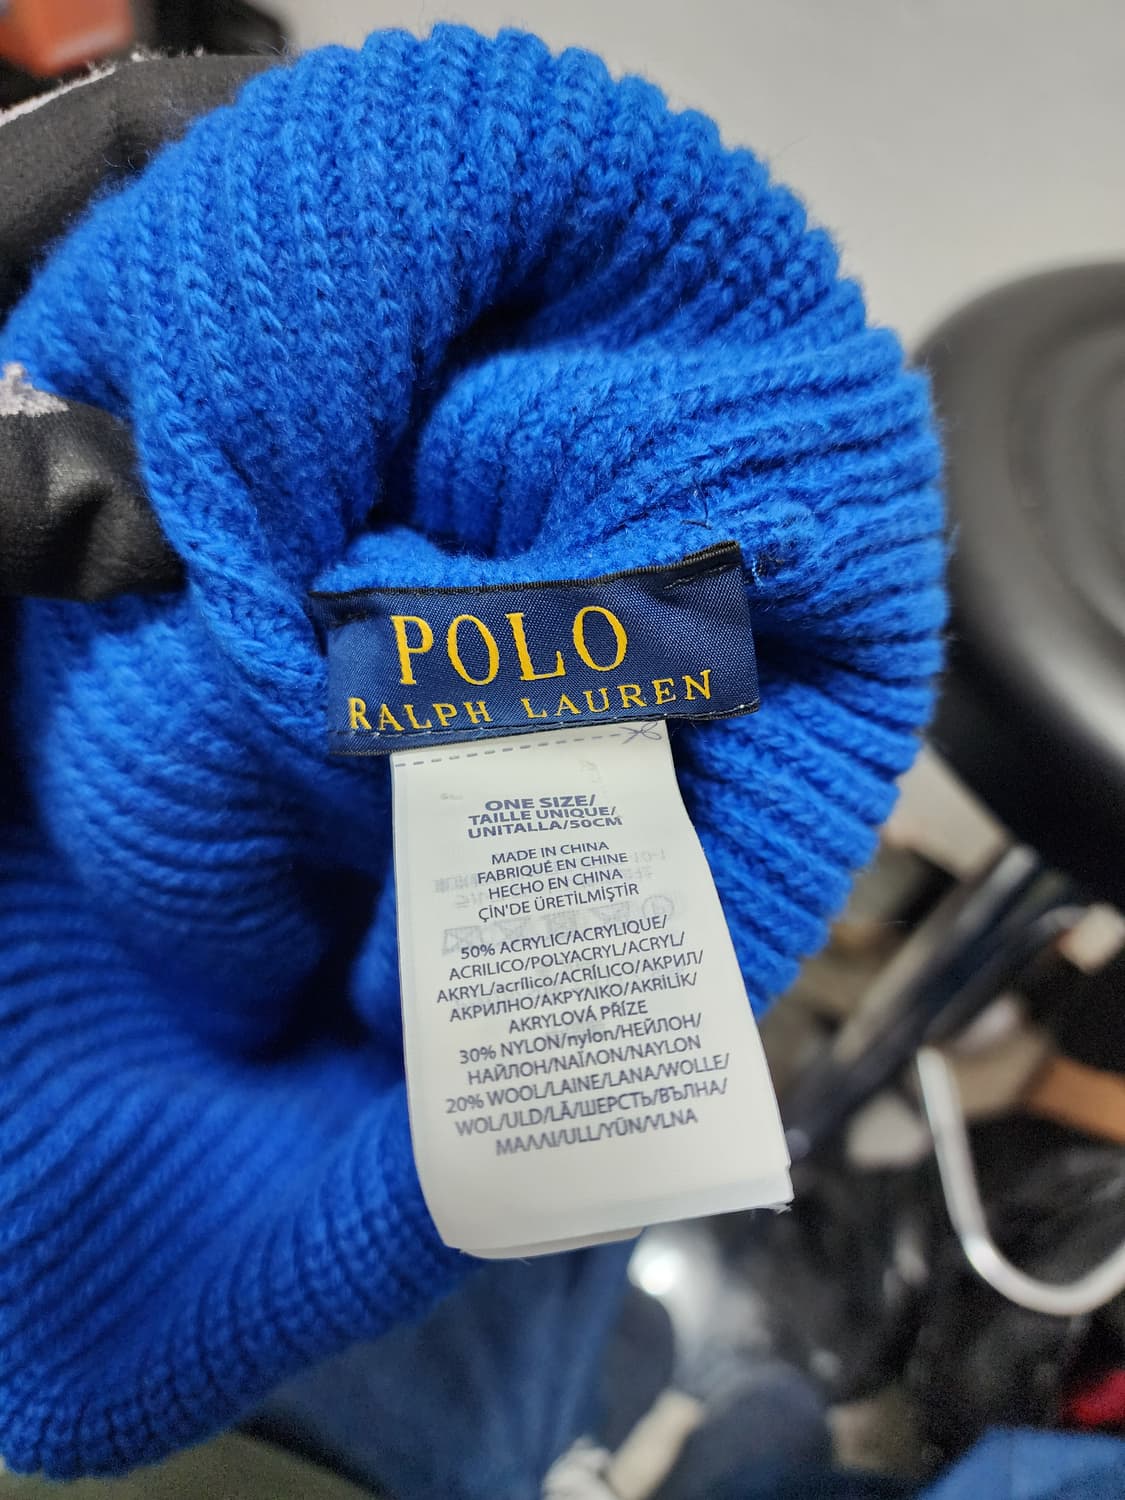 POLO
RALPH LAUREN
ONE SIZE/
TAILLE UNIQUE/
UNITALLA/50CM
MADE IN CHINA
FABRIQUÉ EN CHINE
HECHO EN CHINA
ÇİN'DE ÜRETİLMİŞTİR
50% ACRYLIC/ACRYLIQUE/
ACRILICO/POLYACRYL/ACRYL/
AKRYL/acrílico/ACRÍLICO/АКРИЛ/
АКРИЛНО/ΑΚΡΥΛΙΚΟ/AKRİLİK/
AKRYLOVÁ PŘÍZE
30% NYLON/nylon/НЕЙЛОН/
НАЙЛОН/ΝΑΪΛΟΝ/NAYLON
20% WOOL/LAINE/LANA/WOLLE/
WOL/ULD/LÃ/ШЕРСТЬ/ВЪЛНА/
ΜΑΛΛΙ/ULL/YÜN/VLNA